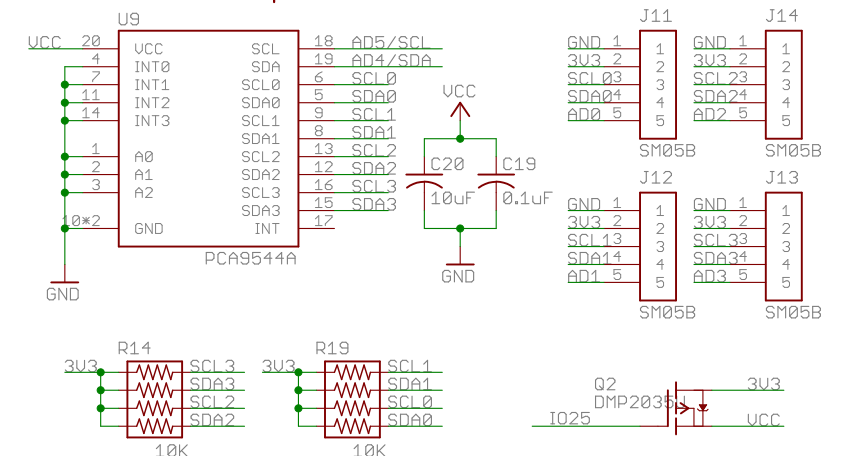 U9
VCC 20 VCC SCL 18 AD5/SCL
4 INT0 SDA 19 AD4/SDA
7 INT1 SCL0 6 SCL0
11 INT2 SDA0 5 SDA0
14 INT3 SCL1 9 SCL1
SDA1 8 SDA1
1 A0 SCL2 13 SCL2
2 A1 SDA2 12 SDA2
3 A2 SCL3 16 SCL3
SDA3 15 SDA3
10*2 GND INT 17
PCA9544A
GND
VCC
C20 C19
10uF 0.1uF
GND
J11
GND 1 1
3V3 2 2
SCL0 3 3
SDA0 4 4
AD0 5 5
SM05B
J14
GND 1 1
3V3 2 2
SCL2 3 3
SDA2 4 4
AD2 5 5
SM05B
J12
GND 1 1
3V3 2 2
SCL1 3 3
SDA1 4 4
AD1 5 5
SM05B
J13
GND 1 1
3V3 2 2
SCL3 3 3
SDA3 4 4
AD3 5 5
SM05B
R14
3V3 SCL3
SDA3
SCL2
SDA2
10K
R19
3V3 SCL1
SDA1
SCL0
SDA0
10K
Q2
DMP2035U
3V3
IO25
VCC